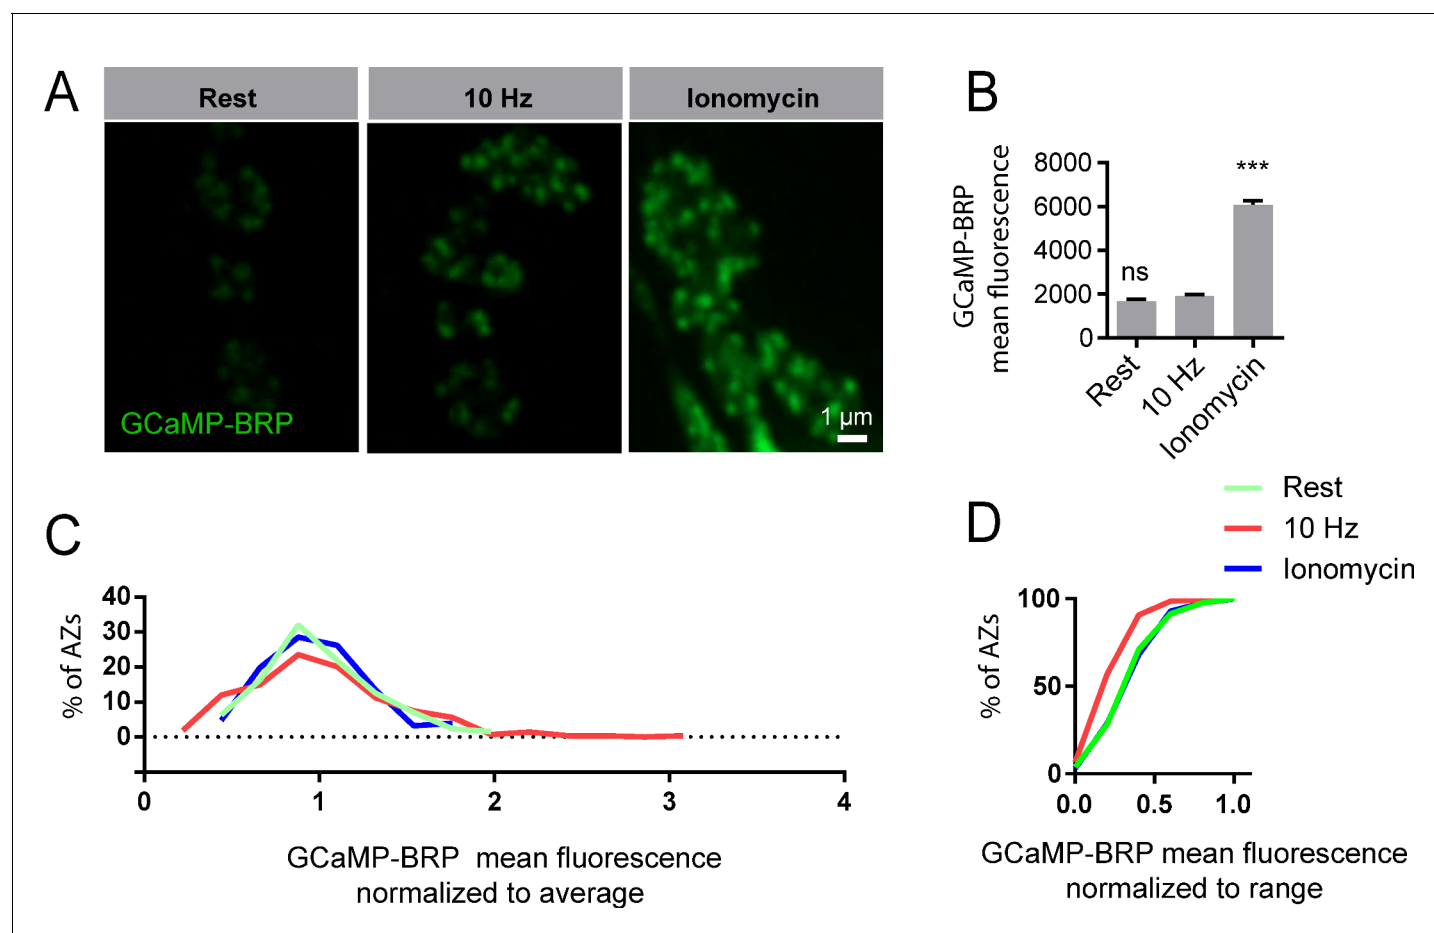 A
Rest
10 Hz
Ionomycin
GCaMP-BRP
1 µm
B
GCaMP-BRP
mean fluorescence
8000
6000
4000
2000
0
ns
***
Rest
10 Hz
Ionomycin
C
% of AZs
40
30
20
10
0
0
1
2
3
4
GCaMP-BRP mean fluorescence
normalized to average
D
Rest
10 Hz
Ionomycin
% of AZs
100
50
0
0.0
0.5
1.0
GCaMP-BRP mean fluorescence
normalized to range